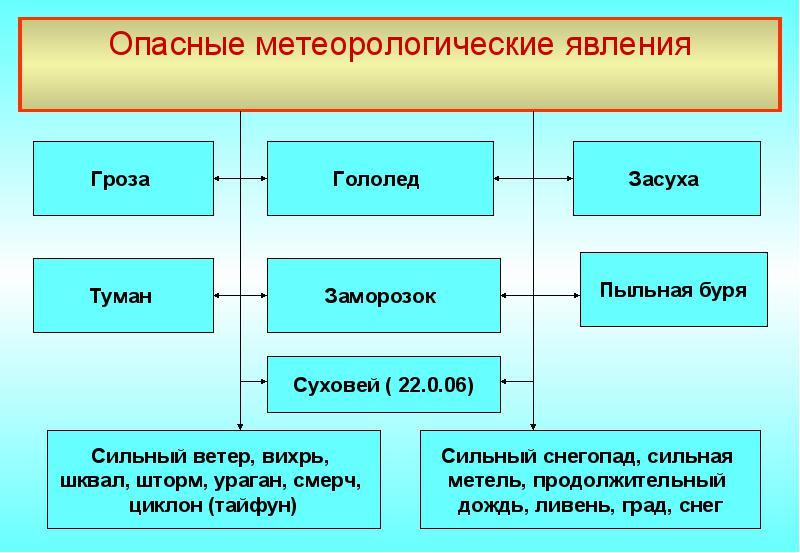 Опасные метеорологические явления
Гроза
Гололед
Засуха
Туман
Заморозок
Пыльная буря
Суховей ( 22.0.06)
Сильный ветер, вихрь,
шквал, шторм, ураган, смерч,
циклон (тайфун)
Сильный снегопад, сильная
метель, продолжительный
дождь, ливень, град, снег